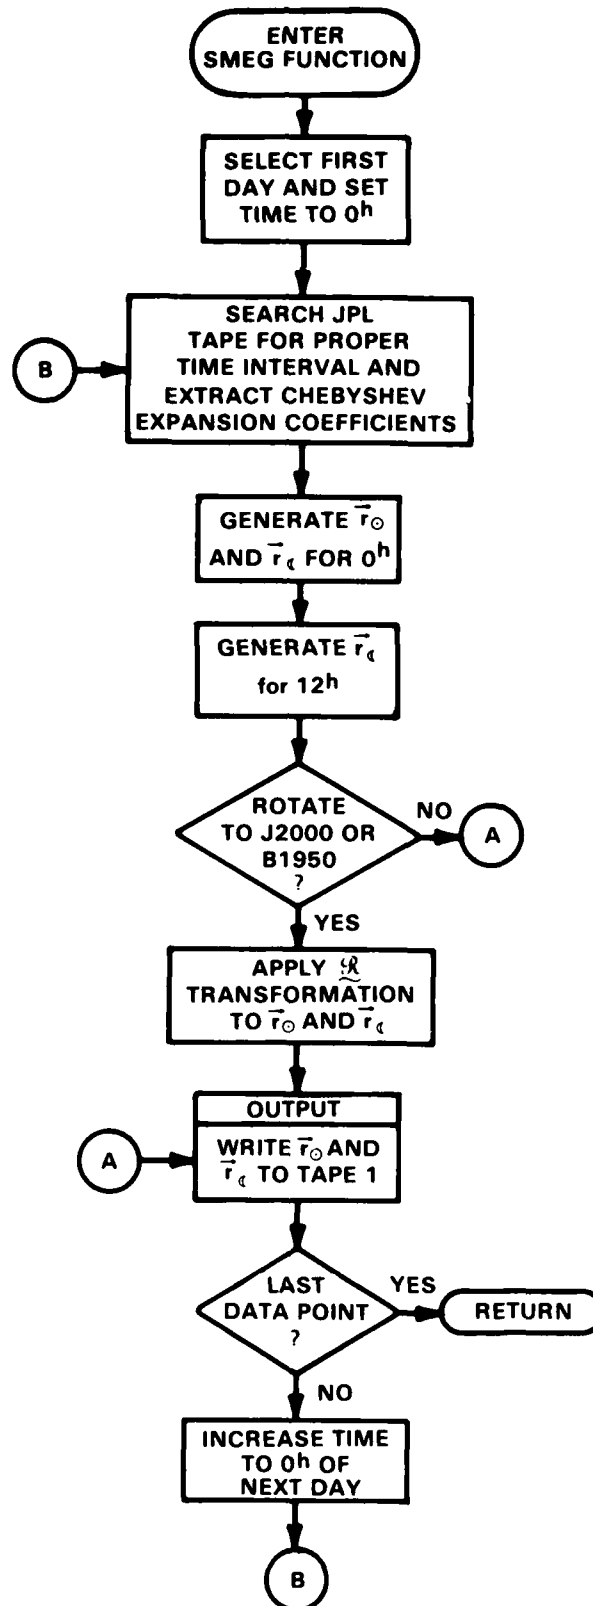 ENTER
SMEG FUNCTION
SELECT FIRST
DAY AND SET
TIME TO 0ʰ
SEARCH JPL
TAPE FOR PROPER
TIME INTERVAL AND
EXTRACT CHEBYSHEV
EXPANSION COEFFICIENTS
B
GENERATE r⃗☉
AND r⃗☾ FOR 0ʰ
GENERATE r⃗☾
for 12ʰ
ROTATE
TO J2000 OR
B1950
?
NO
A
YES
APPLY ℛ
TRANSFORMATION
TO r⃗☉ AND r⃗☾
OUTPUT
A
WRITE r⃗☉ AND
r⃗☾ TO TAPE 1
LAST
DATA POINT
?
YES
RETURN
NO
INCREASE TIME
TO 0ʰ OF
NEXT DAY
B